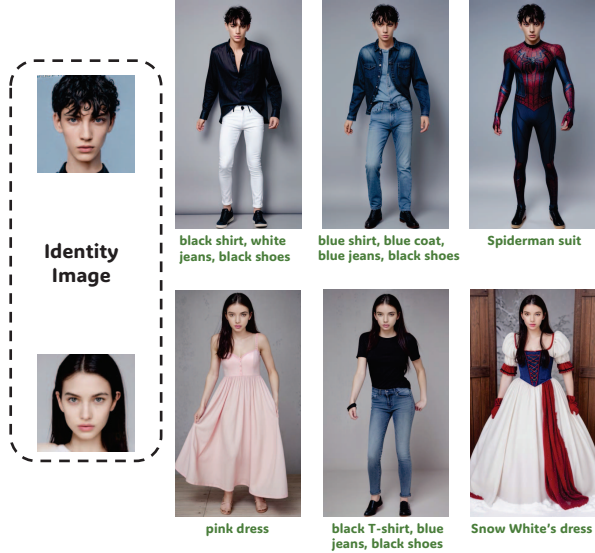 Identity
Image
black shirt, white
jeans, black shoes
blue shirt, blue coat,
blue jeans, black shoes
Spiderman suit
pink dress
black T-shirt, blue
jeans, black shoes
Snow White's dress